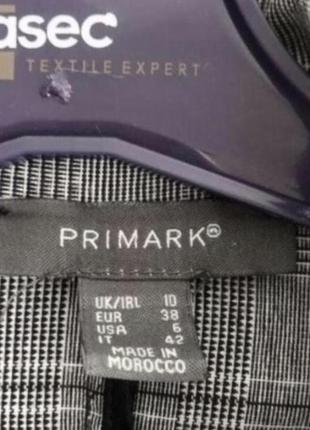 asec
TEXTILE EXPERT
PRIMARK®
UK/IRL 10
EUR 38
USA 6
IT 42
MADE IN
MOROCCO